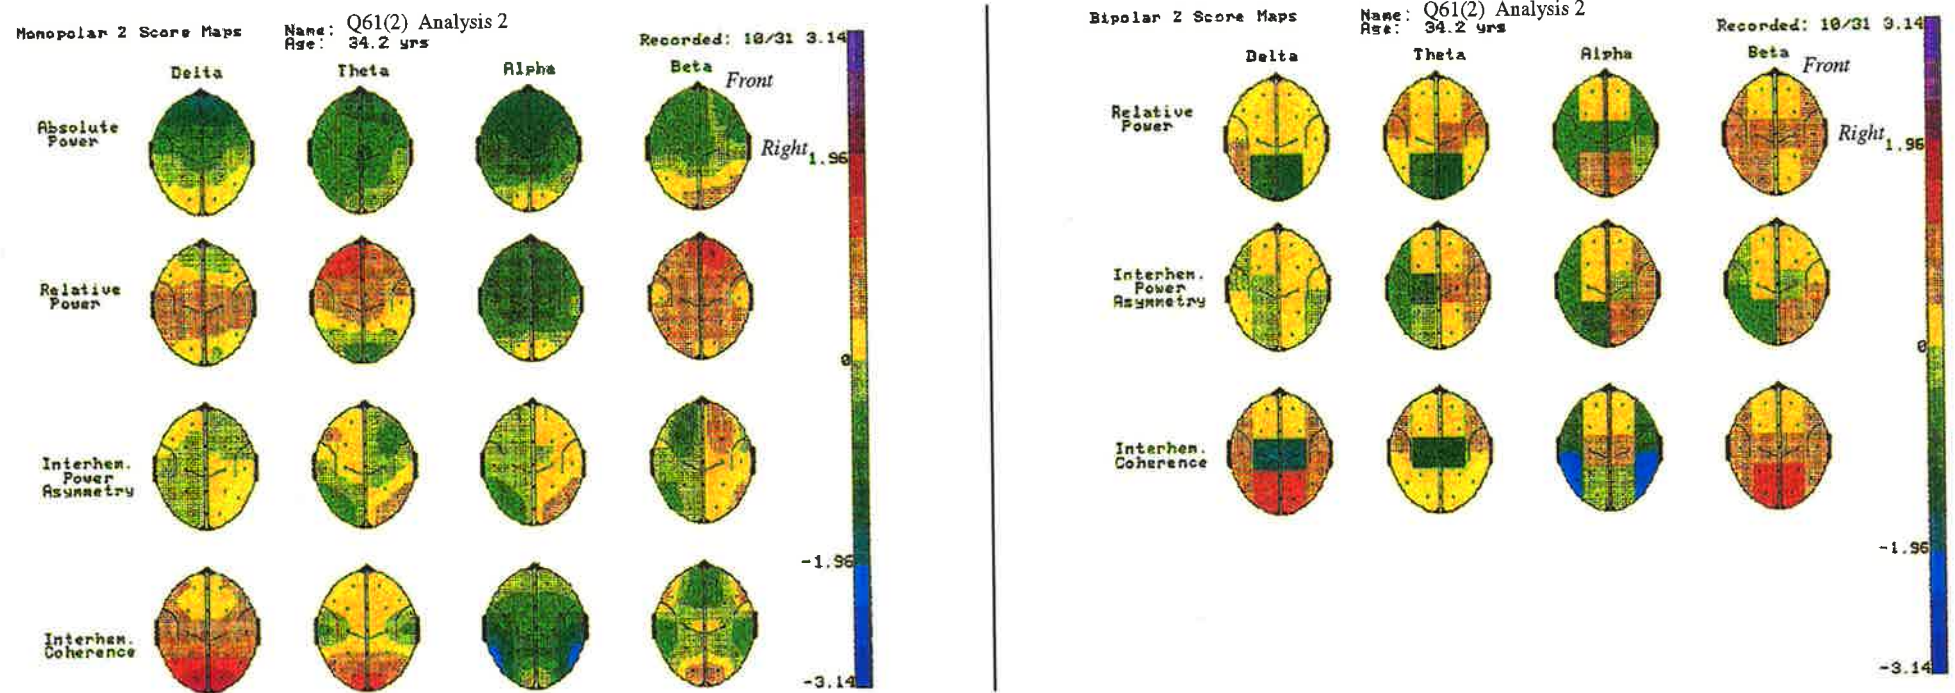 Monopolar Z Score Maps
Name: Q61(2) Analysis 2
Age: 34.2 yrs
Recorded: 10/31
3.14
Delta
Theta
Alpha
Beta
Front
Absolute
Power
Right
1.96
Relative
Power
0
Interhem.
Power
Asymmetry
-1.96
Interhem.
Coherence
-3.14
Bipolar Z Score Maps
Name: Q61(2) Analysis 2
Age: 34.2 yrs
Recorded: 10/31
3.14
Delta
Theta
Alpha
Beta
Front
Relative
Power
Right
1.96
Interhem.
Power
Asymmetry
0
Interhem.
Coherence
-1.96
-3.14